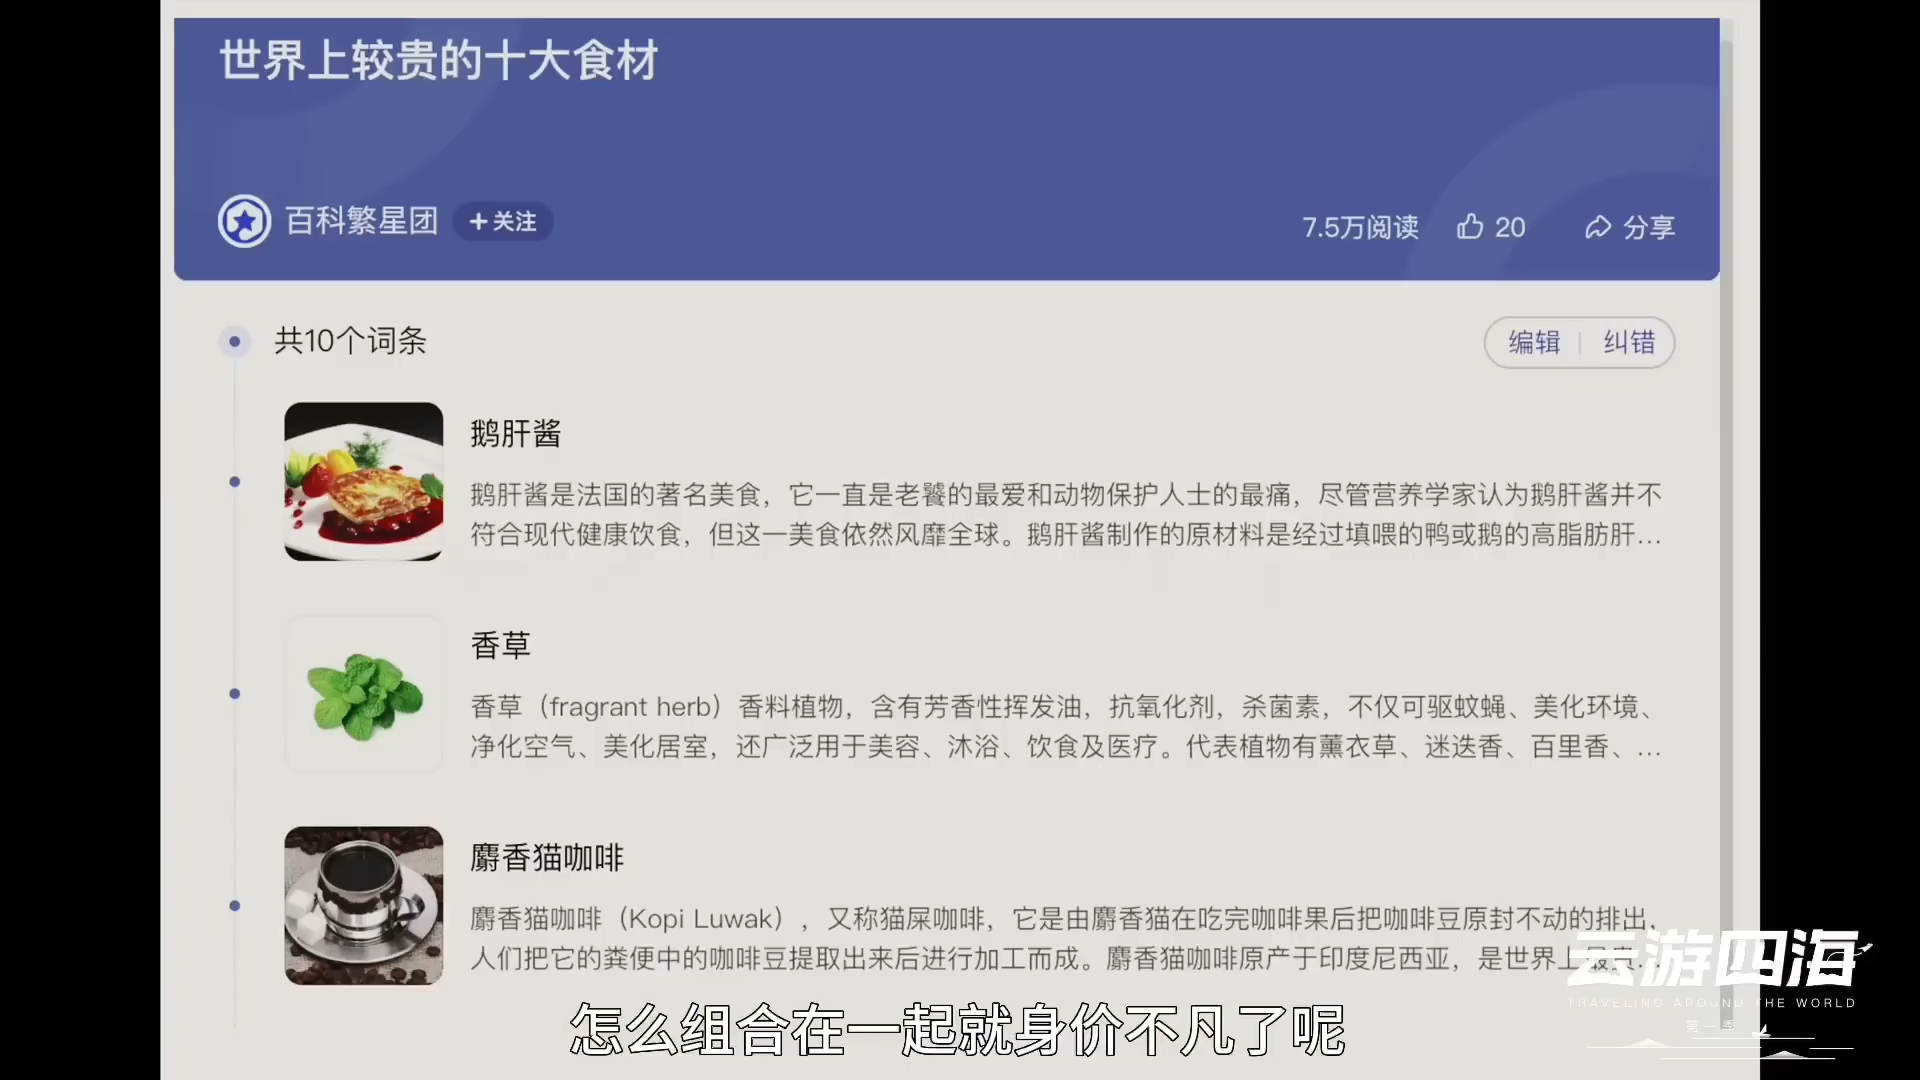 世界上较贵的十大食材
百科繁星团
+关注
7.5万阅读
20
分享
共10个词条
编辑
纠错
鹅肝酱
鹅肝酱是法国的著名美食，它一直是老饕的最爱和动物保护人士的最痛，尽管营养学家认为鹅肝酱并不
符合现代健康饮食，但这一美食依然风靡全球。鹅肝酱制作的原材料是经过填喂的鸭或鹅的高脂肪肝…
香草
香草（fragrant herb）香料植物，含有芳香性挥发油，抗氧化剂，杀菌素，不仅可驱蚊蝇、美化环境、
净化空气、美化居室，还广泛用于美容、沐浴、饮食及医疗。代表植物有薰衣草、迷迭香、百里香、…
麝香猫咖啡
麝香猫咖啡（Kopi Luwak），又称猫屎咖啡，它是由麝香猫在吃完咖啡果后把咖啡豆原封不动的排出，
人们把它的粪便中的咖啡豆提取出来后进行加工而成。麝香猫咖啡原产于印度尼西亚，是世界上最贵…
云游四海
TRAVELING AROUND THE WORLD
第一季
怎么组合在一起就身价不凡了呢